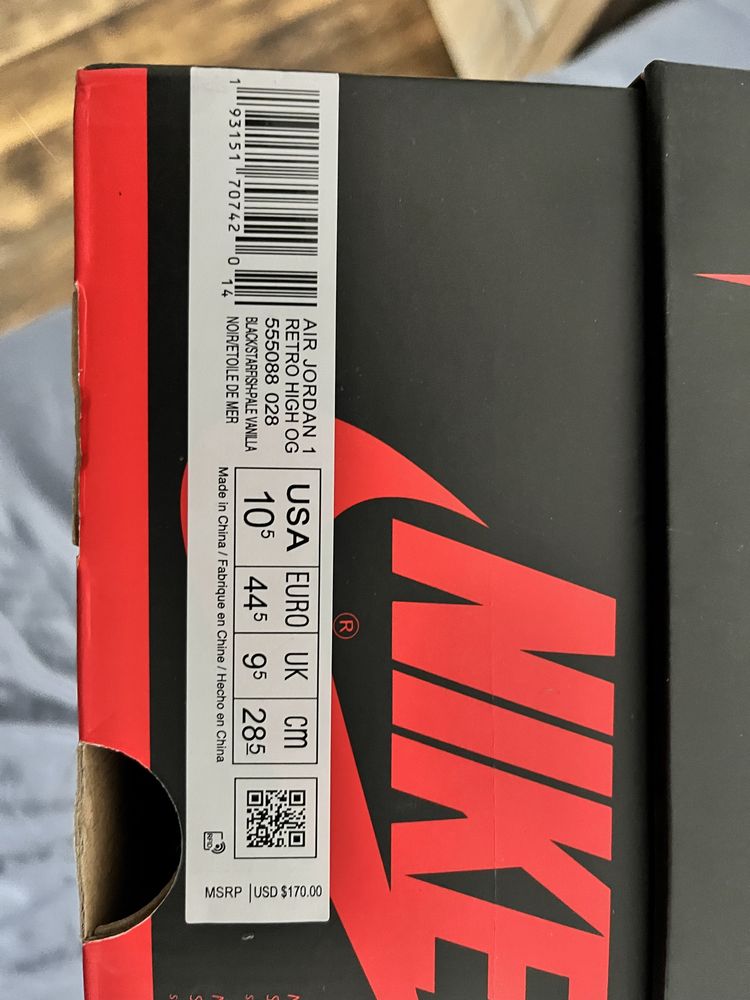 1 93151 70742 0 14
AIR JORDAN 1
RETRO HIGH OG
555088 028
BLACK/STARFISH-PALE VANILLA
NOIR/ETOILE DE MER
USA EURO UK cm
10⁵ 44⁵ 9⁵ 28⁵
Made in China / Fabriqué en Chine / Hecho en China
RFID
MSRP USD $170.00
®
NIKE